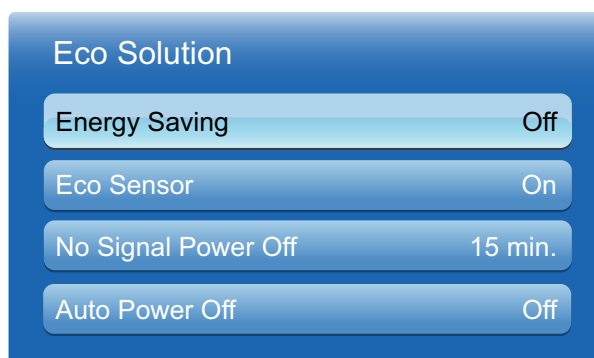 Eco Solution
Energy Saving Off
Eco Sensor On
No Signal Power Off 15 min.
Auto Power Off Off